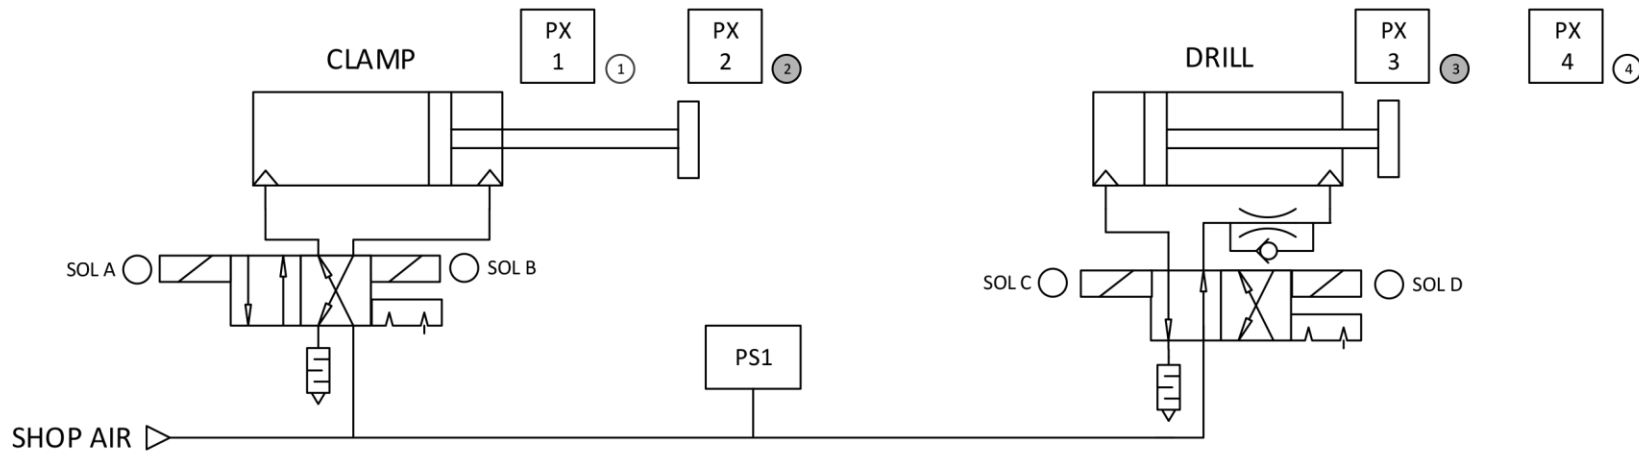 CLAMP
PX
1
1
PX
2
2
DRILL
PX
3
3
PX
4
4
SOL A
SOL B
SOL C
SOL D
PS1
SHOP AIR